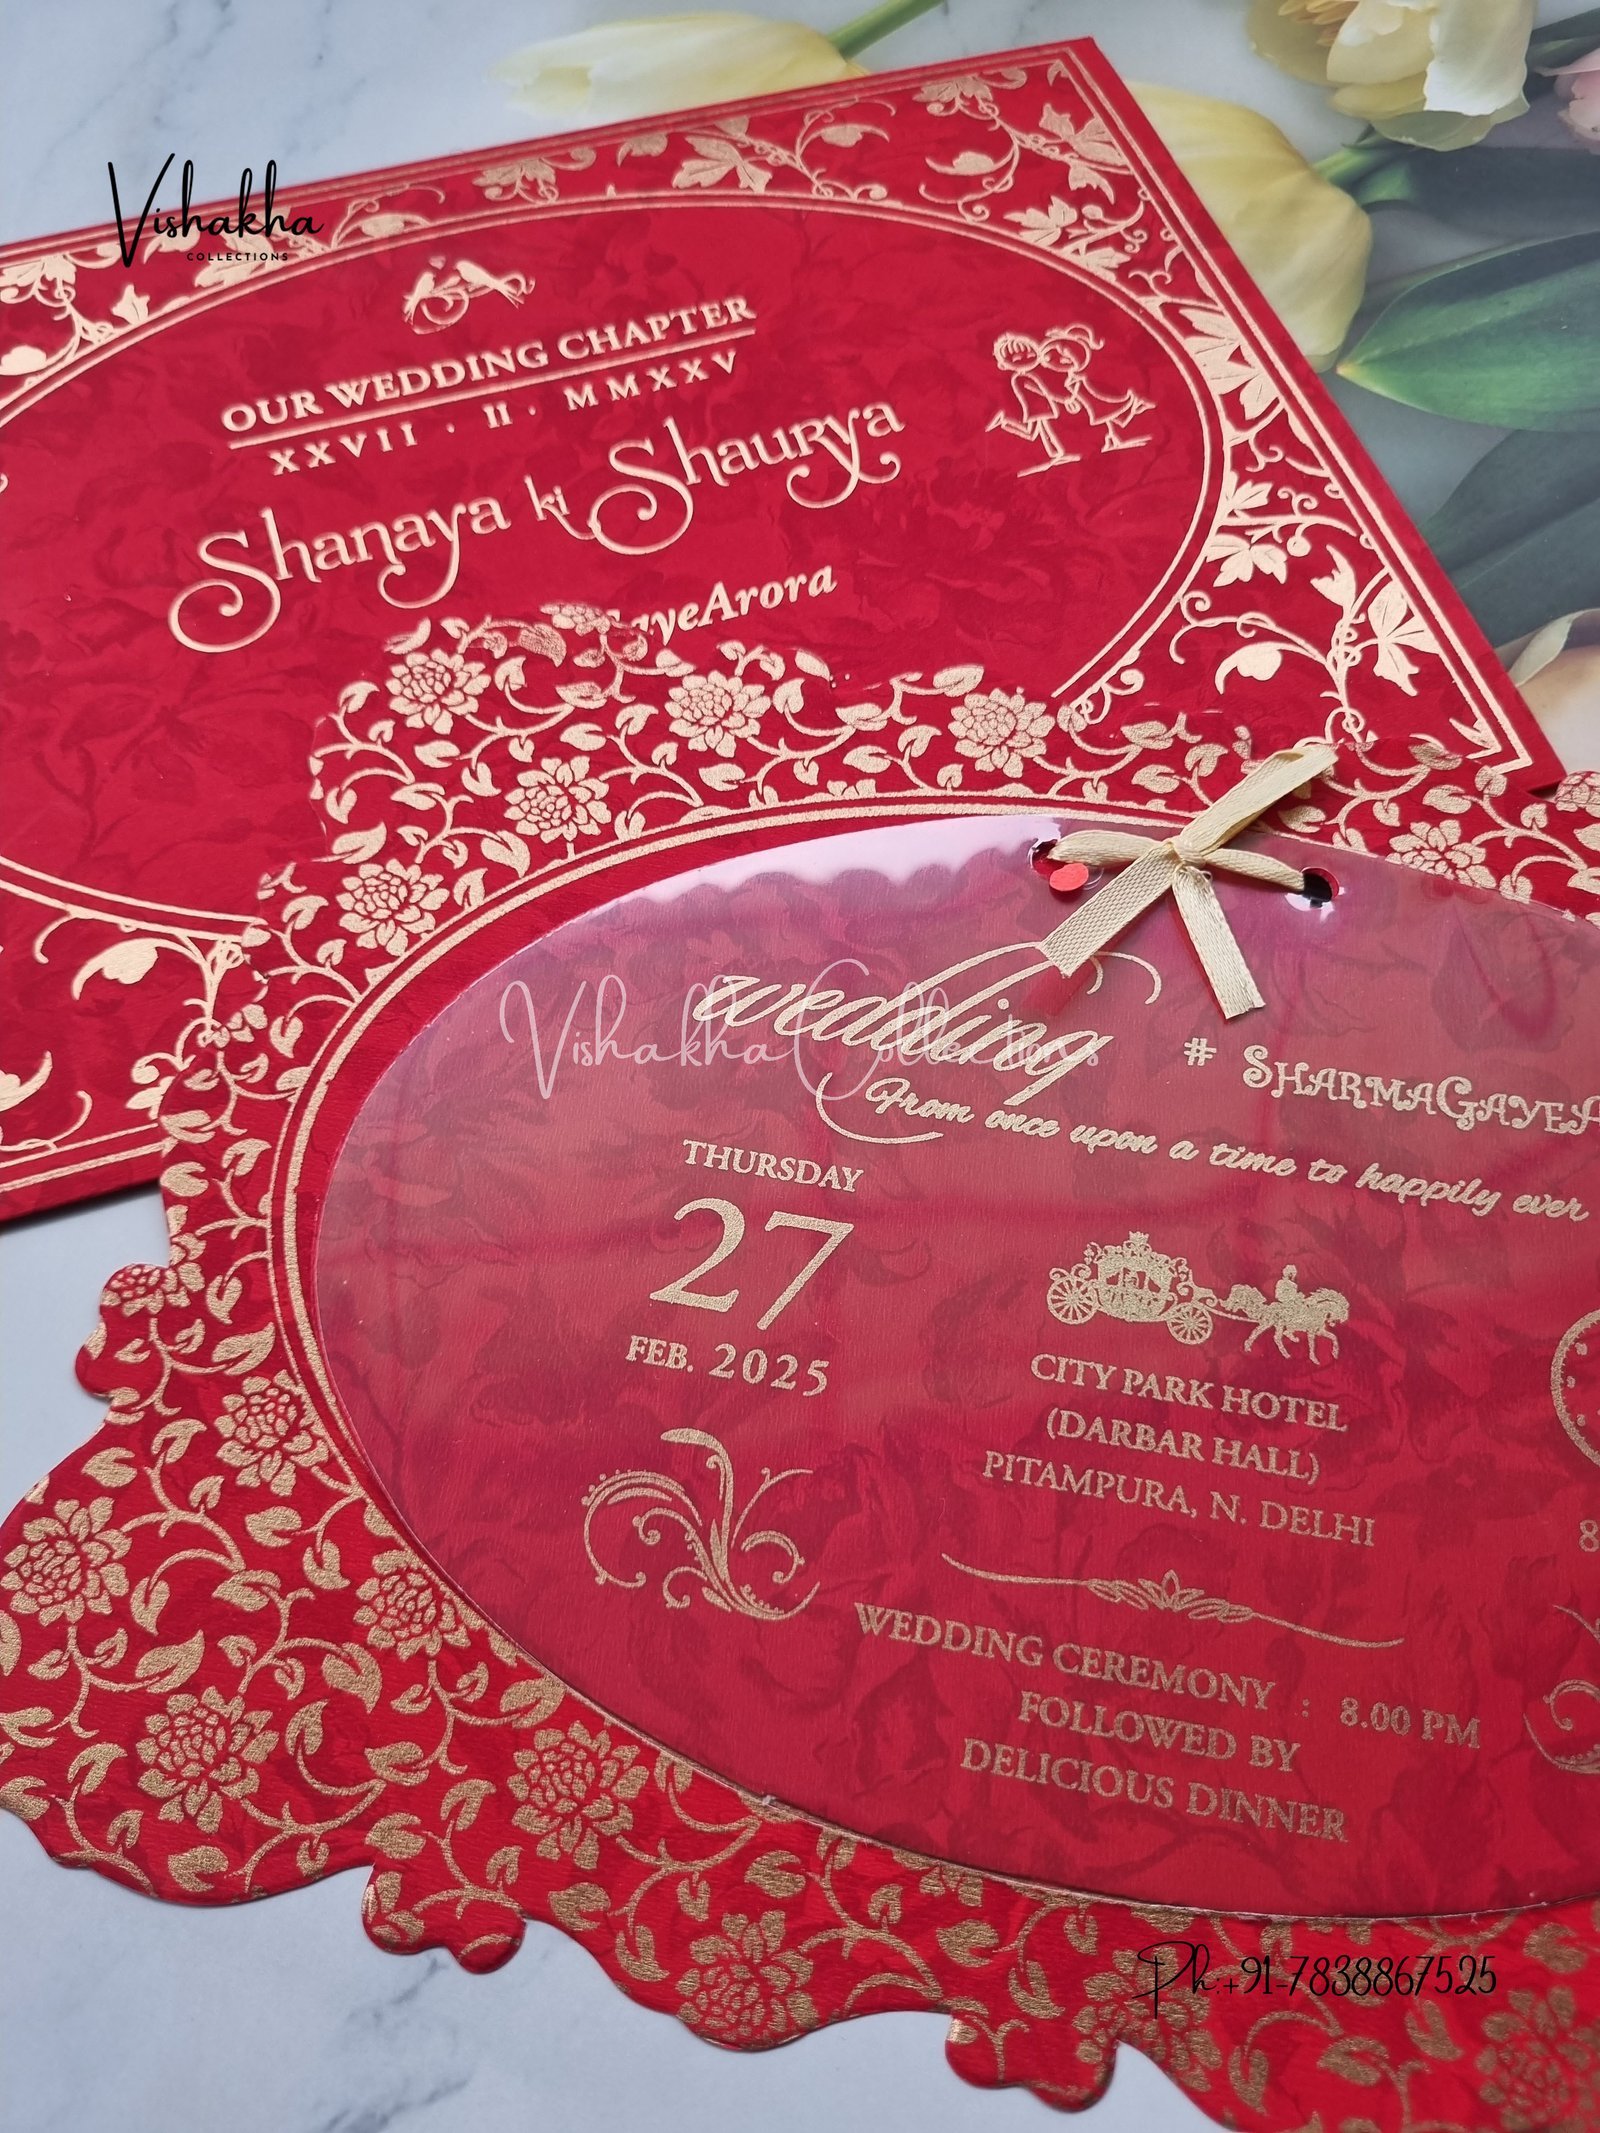 Vishakha
COLLECTIONS
OUR WEDDING CHAPTER
XXVII · II · MMXXV
Shanaya ki Shaurya
ayeArora
Vishakha Collections
wedding
# SHARMAGAYEA
From once upon a time to happily ever
THURSDAY
27
FEB. 2025
CITY PARK HOTEL
(DARBAR HALL)
PITAMPURA, N. DELHI
8
WEDDING CEREMONY : 8.00 PM
FOLLOWED BY
DELICIOUS DINNER
Ph.:+91-7838867525